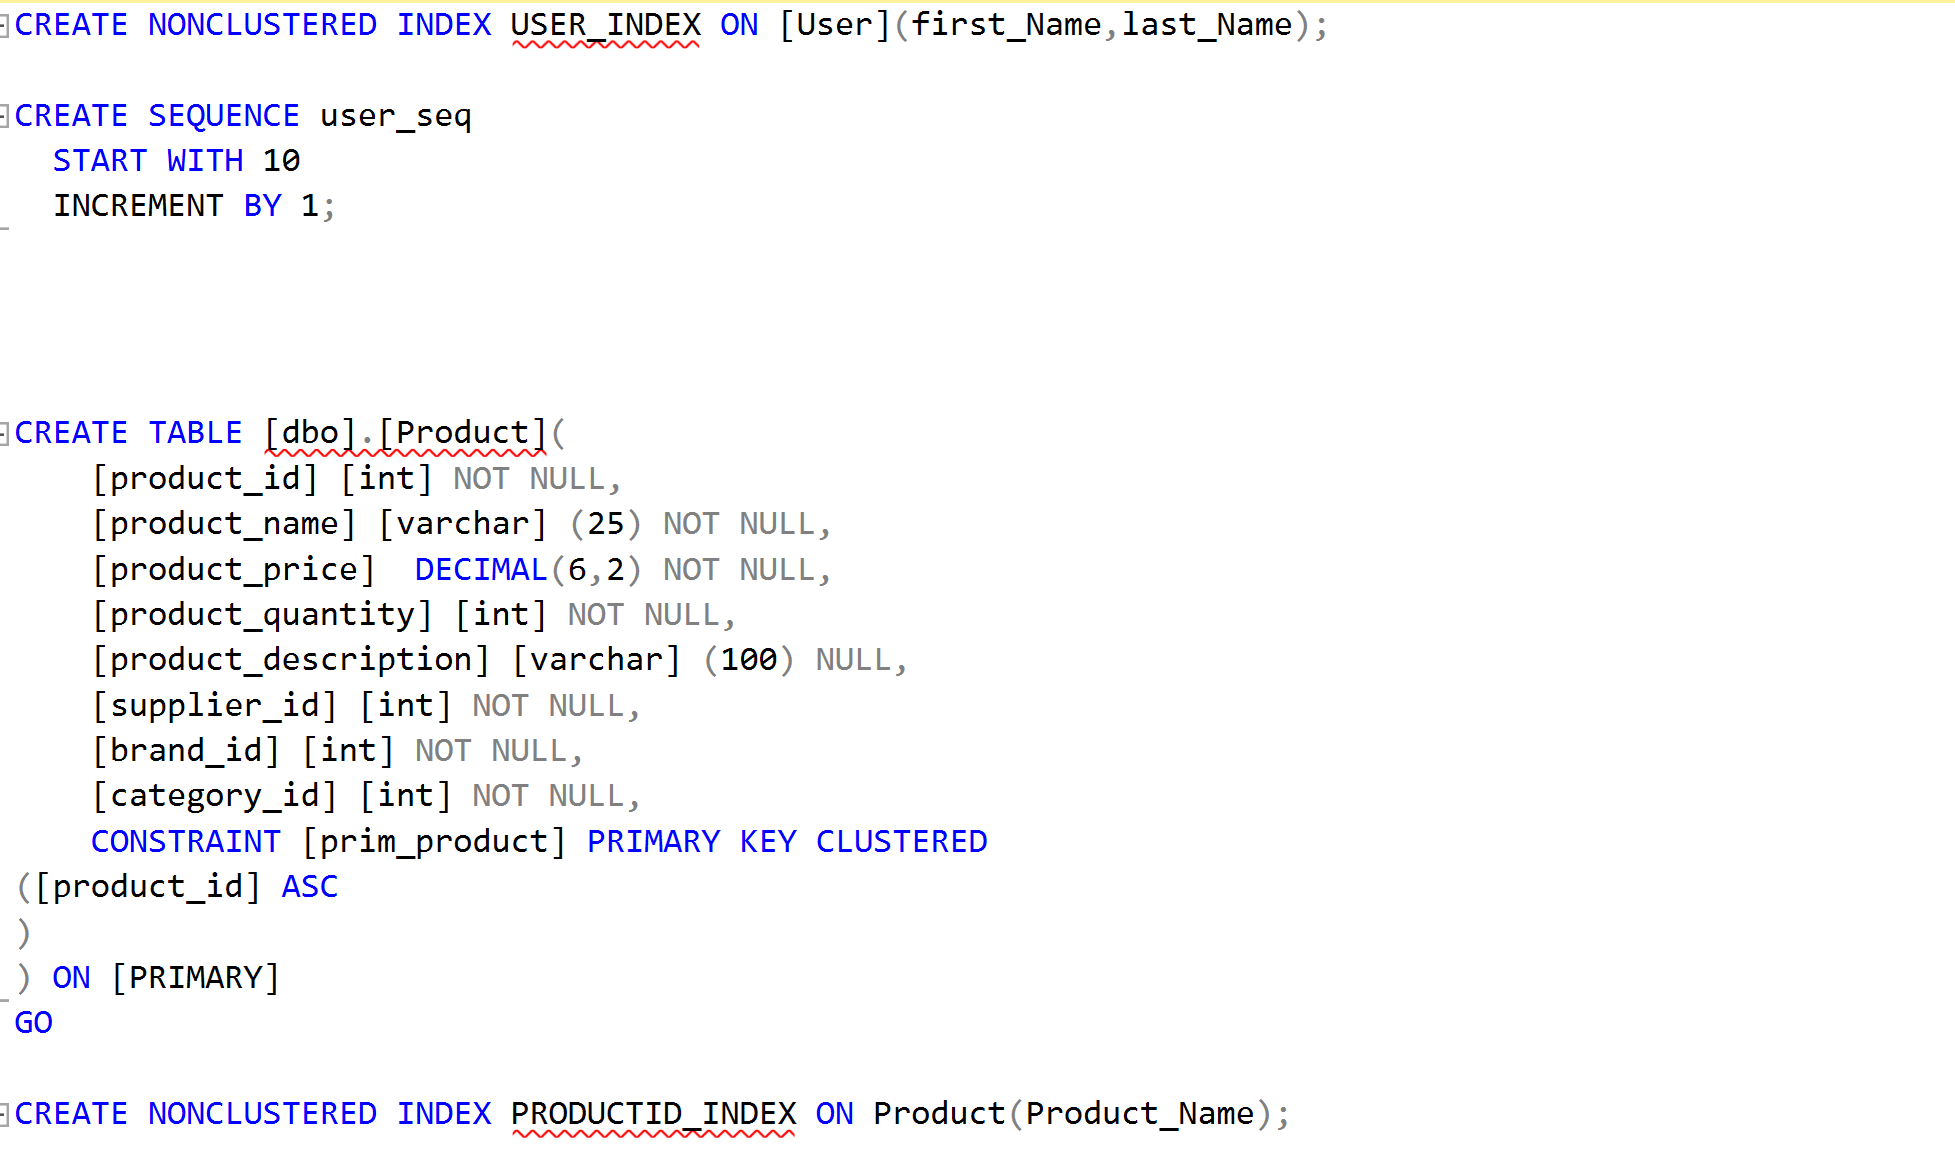 CREATE NONCLUSTERED INDEX USER_INDEX ON [User](first_Name,last_Name);
CREATE SEQUENCE user_seq
START WITH 10
INCREMENT BY 1;
CREATE TABLE [dbo].[Product](
[product_id] [int] NOT NULL,
[product_name] [varchar] (25) NOT NULL,
[product_price]  DECIMAL(6,2) NOT NULL,
[product_quantity] [int] NOT NULL,
[product_description] [varchar] (100) NULL,
[supplier_id] [int] NOT NULL,
[brand_id] [int] NOT NULL,
[category_id] [int] NOT NULL,
CONSTRAINT [prim_product] PRIMARY KEY CLUSTERED
([product_id] ASC
)
) ON [PRIMARY]
GO
CREATE NONCLUSTERED INDEX PRODUCTID_INDEX ON Product(Product_Name);